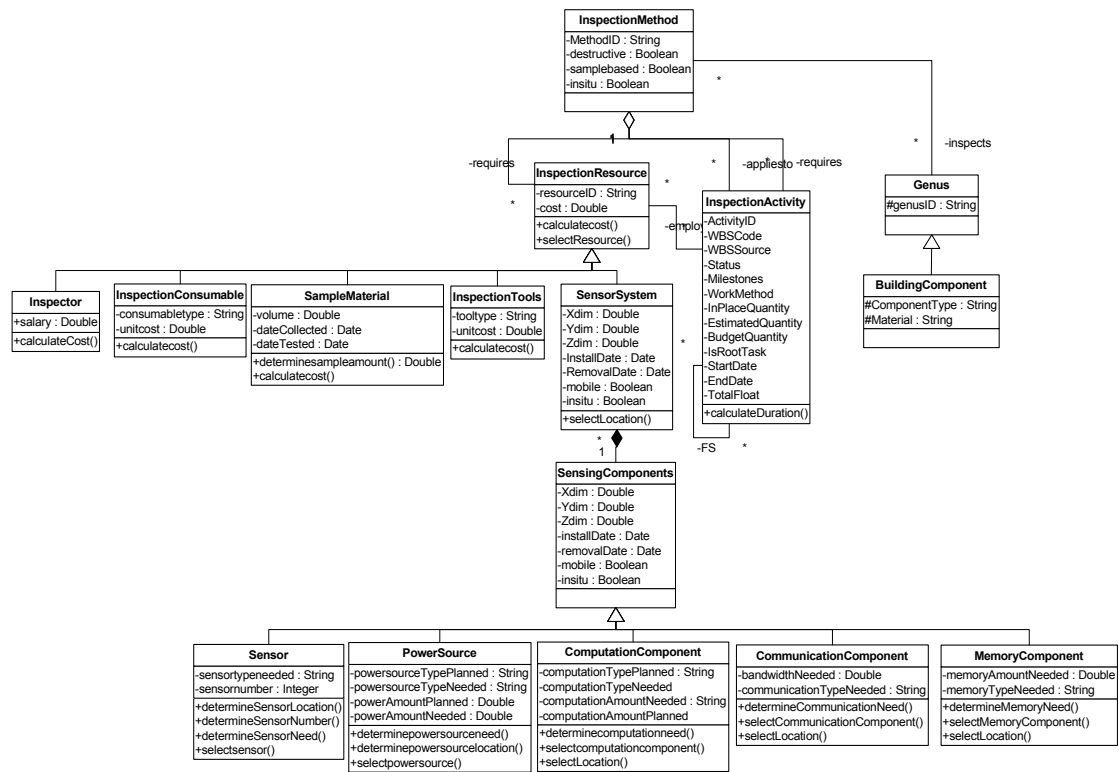 InspectionMethod
-MethodID : String
-destructive : Boolean
-samplebased : Boolean
-insitu : Boolean
*
*
-inspects
1
-requires
*
*
-appliesto
*
-requires
InspectionResource
-resourceID : String
-cost : Double
+calculatecost()
+selectResource()
*
-employ
*
InspectionActivity
-ActivityID
-WBSCode
-WBSSource
-Status
-Milestones
-WorkMethod
-InPlaceQuantity
-EstimatedQuantity
-BudgetQuantity
-IsRootTask
-StartDate
-EndDate
-TotalFloat
+calculateDuration()
-FS
*
Genus
#genusID : String
BuildingComponent
#ComponentType : String
#Material : String
Inspector
+salary : Double
+calculateCost()
InspectionConsumable
-consumabletype : String
-unitcost : Double
+calculatecost()
SampleMaterial
-volume : Double
-dateCollected : Date
-dateTested : Date
+determinesampleamount() : Double
+calculatecost()
InspectionTools
-tooltype : String
-unitcost : Double
+calculatecost()
SensorSystem
-Xdim : Double
-Ydim : Double
-Zdim : Double
-InstallDate : Date
-RemovalDate : Date
-mobile : Boolean
-insitu : Boolean
+selectLocation()
*
1
SensingComponents
-Xdim : Double
-Ydim : Double
-Zdim : Double
-installDate : Date
-removalDate : Date
-mobile : Boolean
-insitu : Boolean
Sensor
-sensortypeneeded : String
-sensornumber : Integer
+determineSensorLocation()
+determineSensorNumber()
+determineSensorNeed()
+selectsensor()
PowerSource
-powersourceTypePlanned : String
-powersourceTypeNeeded : String
-powerAmountPlanned : Double
-powerAmountNeeded : Double
+determinepowersourceneed()
+determinepowersourcelocation()
+selectpowersource()
ComputationComponent
-computationTypePlanned : String
-computationTypeNeeded
-computationAmountNeeded : String
-computationAmountPlanned
+determinecomputationneed()
+selectcomputationcomponent()
+selectLocation()
CommunicationComponent
-bandwidthNeeded : Double
-communicationTypeNeeded : String
+determineCommunicationNeed()
+selectCommunicationComponent()
+selectLocation()
MemoryComponent
-memoryAmountNeeded : Double
-memoryTypeNeeded : String
+determineMemoryNeed()
+selectMemoryComponent()
+selectLocation()